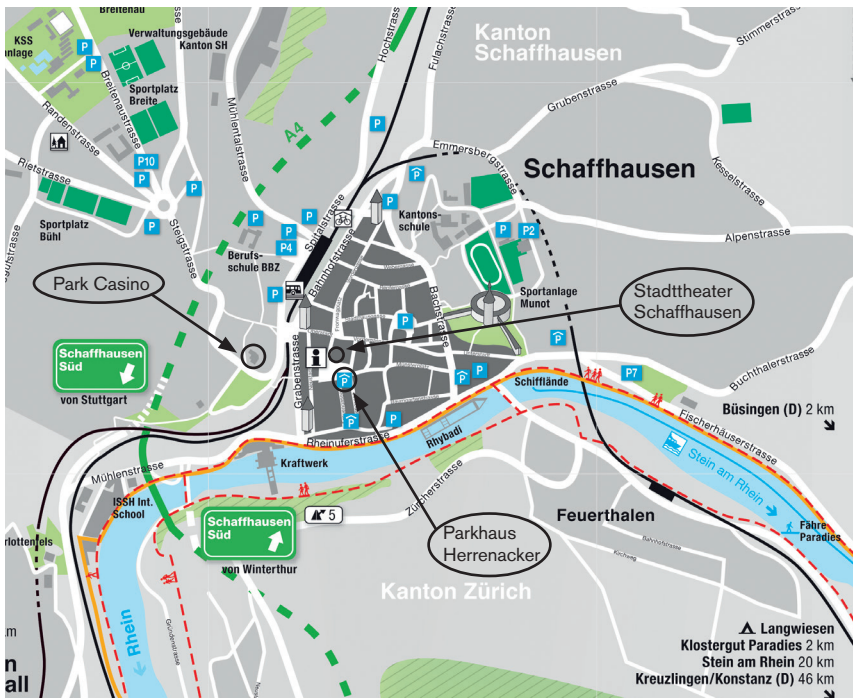 Breitenau
KSS
Verwaltungsgebäude
Kanton SH
Sportplatz
Breite
Breitenaustrasse
Randenstrasse
Rietstrasse
Sportplatz
Bühl
P
P
P
P10
P
P
P
Steigstrasse
Mühlentalstrasse
A4
Hochstrasse
Fulachstrasse
Kanton
Schaffhausen
Stimmerstrasse
Grubenstrasse
Kesselstrasse
Emmersbergstrasse
Schaffhausen
Alpenstrasse
P
P
P
P
P
P4
P
Spitalstrasse
Berufs-
schule BBZ
Bahnhofstrasse
Kantons-
schule
P
P2
Sportanlage
Munot
Bachstrasse
Park Casino
Stadttheater
Schaffhausen
Grabenstrasse
i
P
P
P
P
P
P
P
P
Schaffhausen
Süd
von Stuttgart
Schifflände
P7
Buchthalerstrasse
Büsingen (D) 2 km
Fischerhäuserstrasse
Rheinuferstrasse
Rhybadi
Mühlenstrasse
Kraftwerk
Zürcherstrasse
Stein am Rhein
ISSH Int.
School
Schaffhausen
Süd
5
von Winterthur
Parkhaus
Herrenacker
Feuerthalen
Bahnhofstrasse
Kirchweg
Fähre
Paradies
Kanton Zürich
Rhein
Gründenstrasse
Langwiesen
Klostergut Paradies 2 km
Stein am Rhein 20 km
Kreuzlingen/Konstanz (D) 46 km